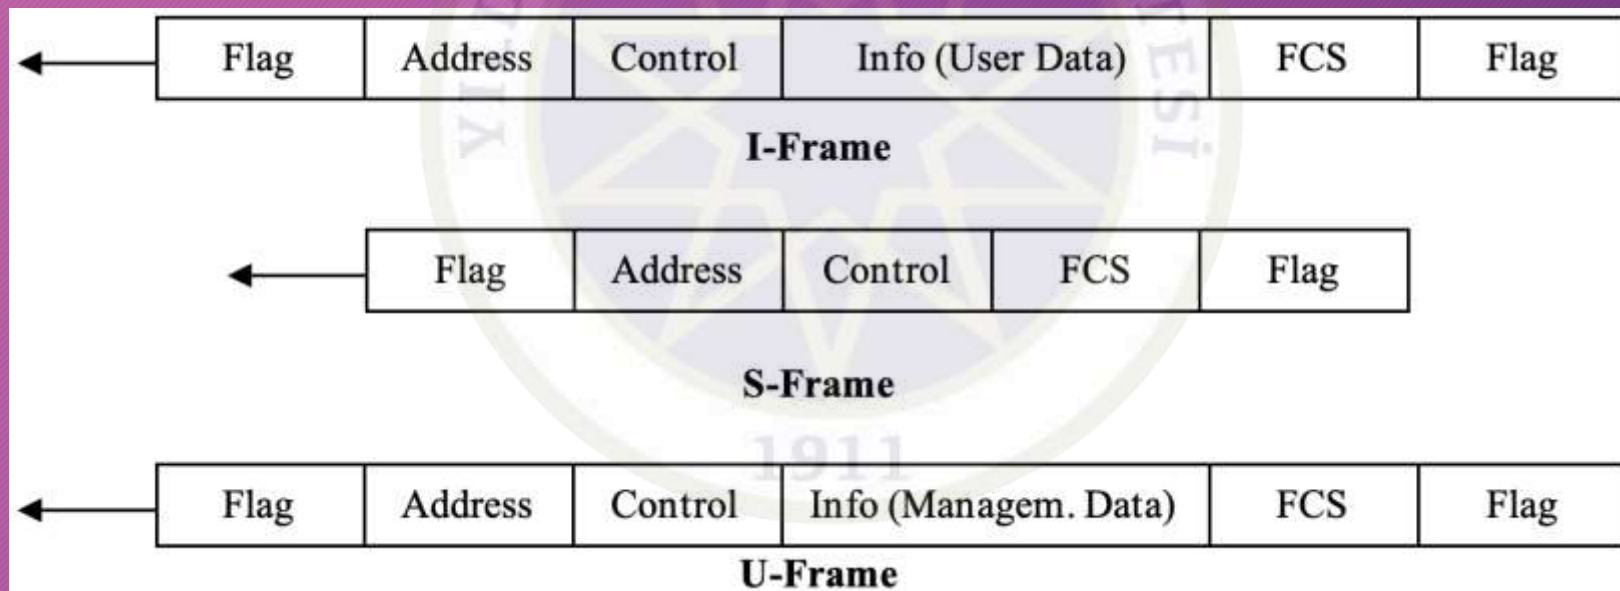 Flag Address Control Info (User Data) FCS Flag
I-Frame
Flag Address Control FCS Flag
S-Frame
1911
Flag Address Control Info (Managem. Data) FCS Flag
U-Frame